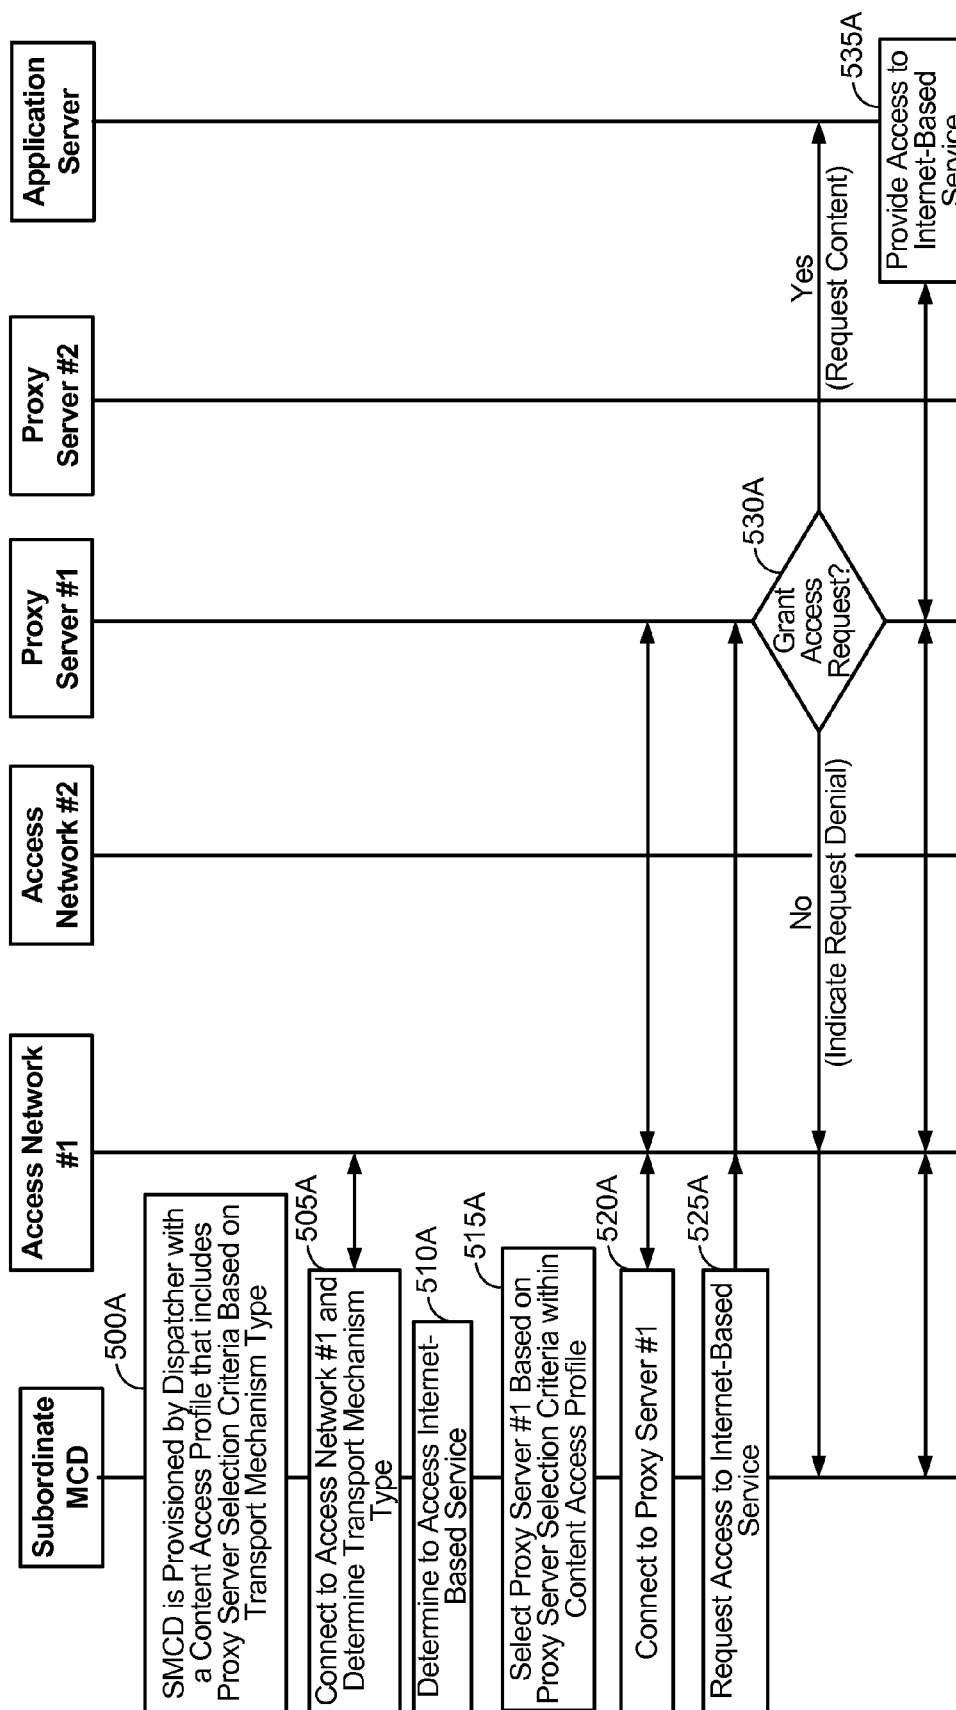 Subordinate
MCD
Access Network
#1
Access
Network #2
Proxy
Server #1
Proxy
Server #2
Application
Server
500A
SMCD is Provisioned by Dispatcher with
a Content Access Profile that includes
Proxy Server Selection Criteria Based on
Transport Mechanism Type
505A
Connect to Access Network #1 and
Determine Transport Mechanism
Type
510A
Determine to Access Internet-
Based Service
515A
Select Proxy Server #1 Based on
Proxy Server Selection Criteria within
Content Access Profile
520A
Connect to Proxy Server #1
525A
Request Access to Internet-Based
Service
530A
Grant
Access
Request?
No
(Indicate Request Denial)
Yes
(Request Content)
535A
Provide Access to
Internet-Based
Service